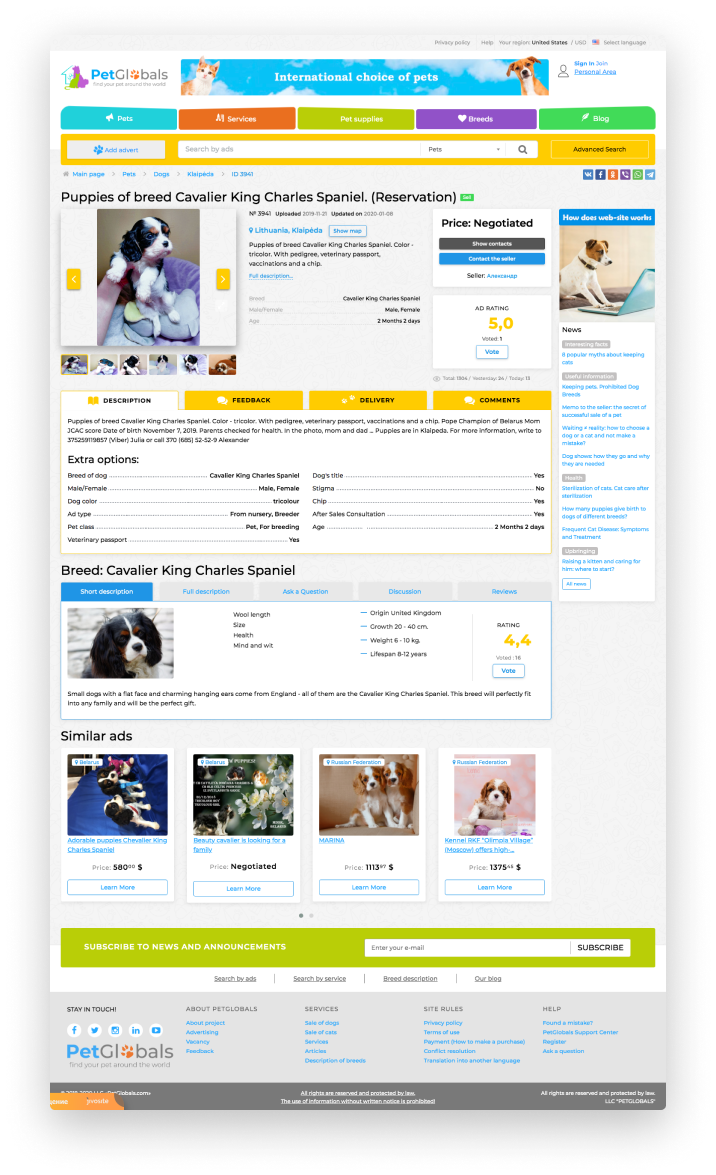 Privacy policy Help Your region: United States / USD Select language
PetGlobals
find your pet around the world
International choice of pets
Sign In Join
Personal Area
Pets
Services
Pet supplies
Breeds
Blog
Add advert
Search by ads
Pets
Advanced Search
Main page > Pets > Dogs > Klaipėda > ID 3941
Puppies of breed Cavalier King Charles Spaniel. (Reservation) Sell
№ 3941 Uploaded 2019-11-21 Updated on 2020-01-08
Lithuania, Klaipėda Show map
Puppies of breed Cavalier King Charles Spaniel. Color -
tricolor. With pedigree, veterinary passport,
vaccinations and a chip.
Full description...
Breed Cavalier King Charles Spaniel
Male/Female Male, Female
Age 2 Months 2 days
Price: Negotiated
Show contacts
Contact the seller
Seller: Александр
AD RATING
5,0
Voted: 1
Vote
Total: 1304 / Yesterday: 24 / Today: 13
How does web-site works
News
Interesting facts
6 popular myths about keeping
cats
Useful information
Keeping pets. Prohibited Dog
Breeds
Memo to the seller: the secret of
successful sale of a pet
Waiting ≠ reality: how to choose a
dog or a cat and not make a
mistake?
Dog shows: how they go and why
they are needed
Health
Sterilization of cats. Cat care after
sterilization
How many puppies give birth to
dogs of different breeds?
Frequent Cat Disease: Symptoms
and Treatment
Upbringing
Raising a kitten and caring for
him: where to start?
All news
DESCRIPTION
FEEDBACK
DELIVERY
COMMENTS
Puppies of breed Cavalier King Charles Spaniel. Color - tricolor. With pedigree, veterinary passport, vaccinations and a chip. Pope Champion of Belarus Mom
JCAC score Date of birth November 7, 2019. Parents checked for health. In the photo, mom and dad ... Puppies are in Klaipeda. For more information, write to
375259119857 (Viber) Julia or call 370 (685) 52-52-9 Alexander
Extra options:
Breed of dog Cavalier King Charles Spaniel
Male/Female Male, Female
Dog color tricolour
Ad type From nursery, Breeder
Pet class Pet, For breeding
Veterinary passport Yes
Dog's title Yes
Stigma No
Chip Yes
After Sales Consultation Yes
Age 2 Months 2 days
Breed: Cavalier King Charles Spaniel
Short description
Full description
Ask a Question
Discussion
Reviews
Wool length
Size
Health
Mind and wit
— Origin United Kingdom
— Growth 20 - 40 cm.
— Weight 6 - 10 kg.
— Lifespan 8-12 years
RATING
4,4
Voted : 16
Vote
Small dogs with a flat face and charming hanging ears come from England - all of them are the Cavalier King Charles Spaniel. This breed will perfectly fit
into any family and will be the perfect gift.
Similar ads
Belarus
Adorable puppies Chevalier King
Charles Spaniel
Price: 580⁰⁰ $
Learn More
Belarus
PUPPIES!
Beauty cavalier is looking for a
family
Price: Negotiated
Learn More
Russian Federation
MARINA
Price: 1113⁹⁷ $
Learn More
Russian Federation
Kennel RKF "Olimpia Village"
(Moscow) offers high-...
Price: 1375⁴⁵ $
Learn More
SUBSCRIBE TO NEWS AND ANNOUNCEMENTS
Enter your e-mail
SUBSCRIBE
Search by ads
Search by service
Breed description
Our blog
STAY IN TOUCH!
PetGlobals
find your pet around the world
ABOUT PETGLOBALS
About project
Advertising
Vacancy
Feedback
SERVICES
Sale of dogs
Sale of cats
Services
Articles
Description of breeds
SITE RULES
Privacy policy
Terms of use
Payment (How to make a purchase)
Conflict resolution
Translation into another language
HELP
Found a mistake?
PetGlobals Support Center
Register
Ask a question
All rights are reserved and protected by law.
The use of information without written notice is prohibited!
All rights are reserved and protected by law.
LLC "PETGLOBALS"